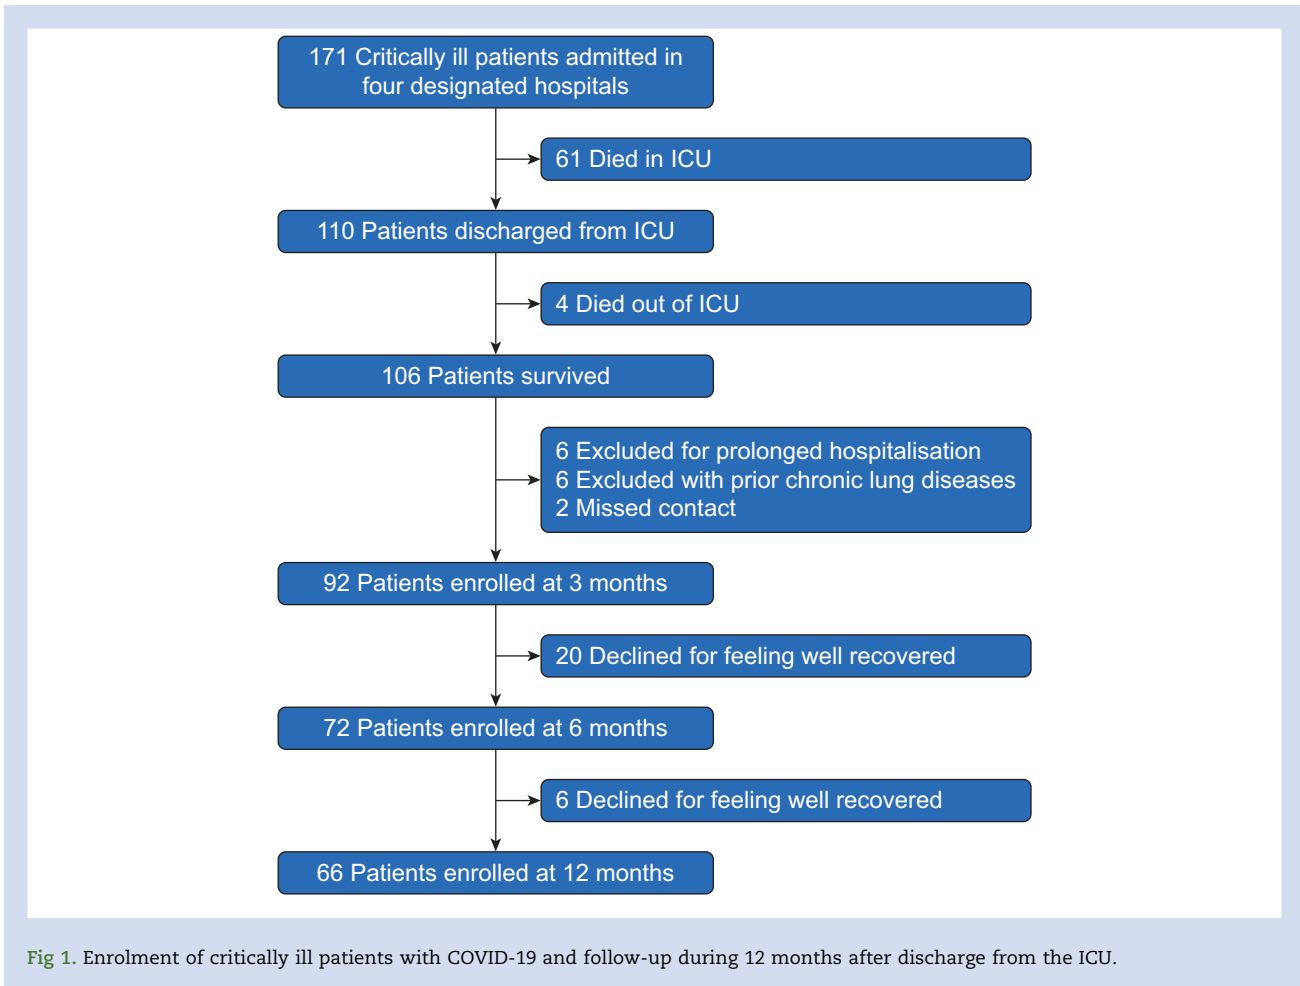 171 Critically ill patients admitted in
four designated hospitals
61 Died in ICU
110 Patients discharged from ICU
4 Died out of ICU
106 Patients survived
6 Excluded for prolonged hospitalisation
6 Excluded with prior chronic lung diseases
2 Missed contact
92 Patients enrolled at 3 months
20 Declined for feeling well recovered
72 Patients enrolled at 6 months
6 Declined for feeling well recovered
66 Patients enrolled at 12 months
Fig 1. Enrolment of critically ill patients with COVID-19 and follow-up during 12 months after discharge from the ICU.